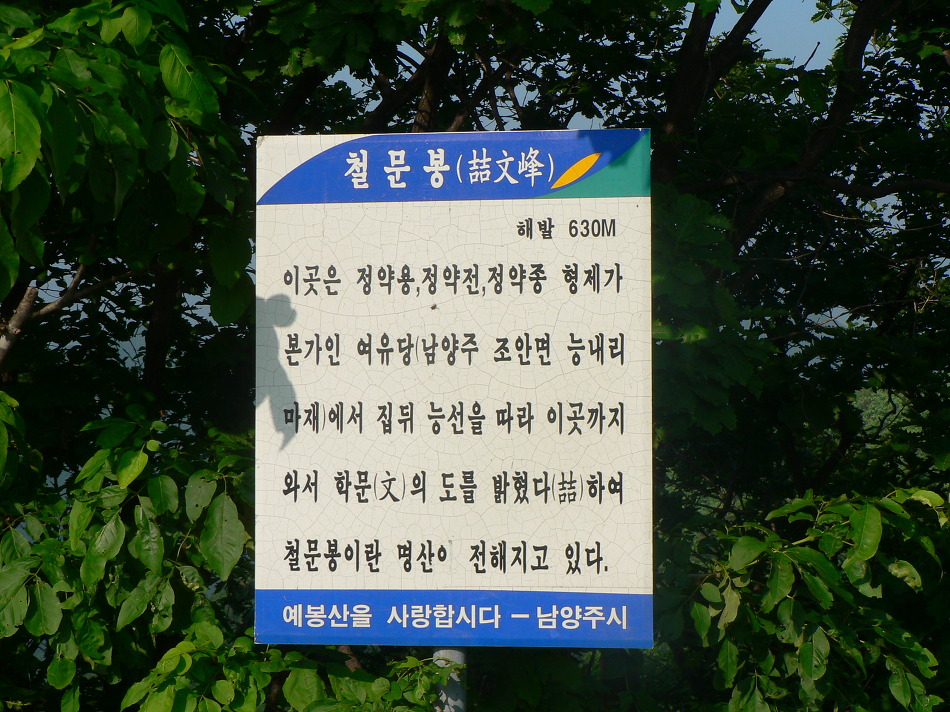 철문봉(喆文峰)
해발 630M
이곳은 정약용,정약전,정약종 형제가
본가인 여유당(남양주 조안면 능내리
마재)에서 집뒤 능선을 따라 이곳까지
와서 학문(文)의 도를 밝혔다(喆)하여
철문봉이란 명산이 전해지고 있다.
예봉산을 사랑합시다 - 남양주시